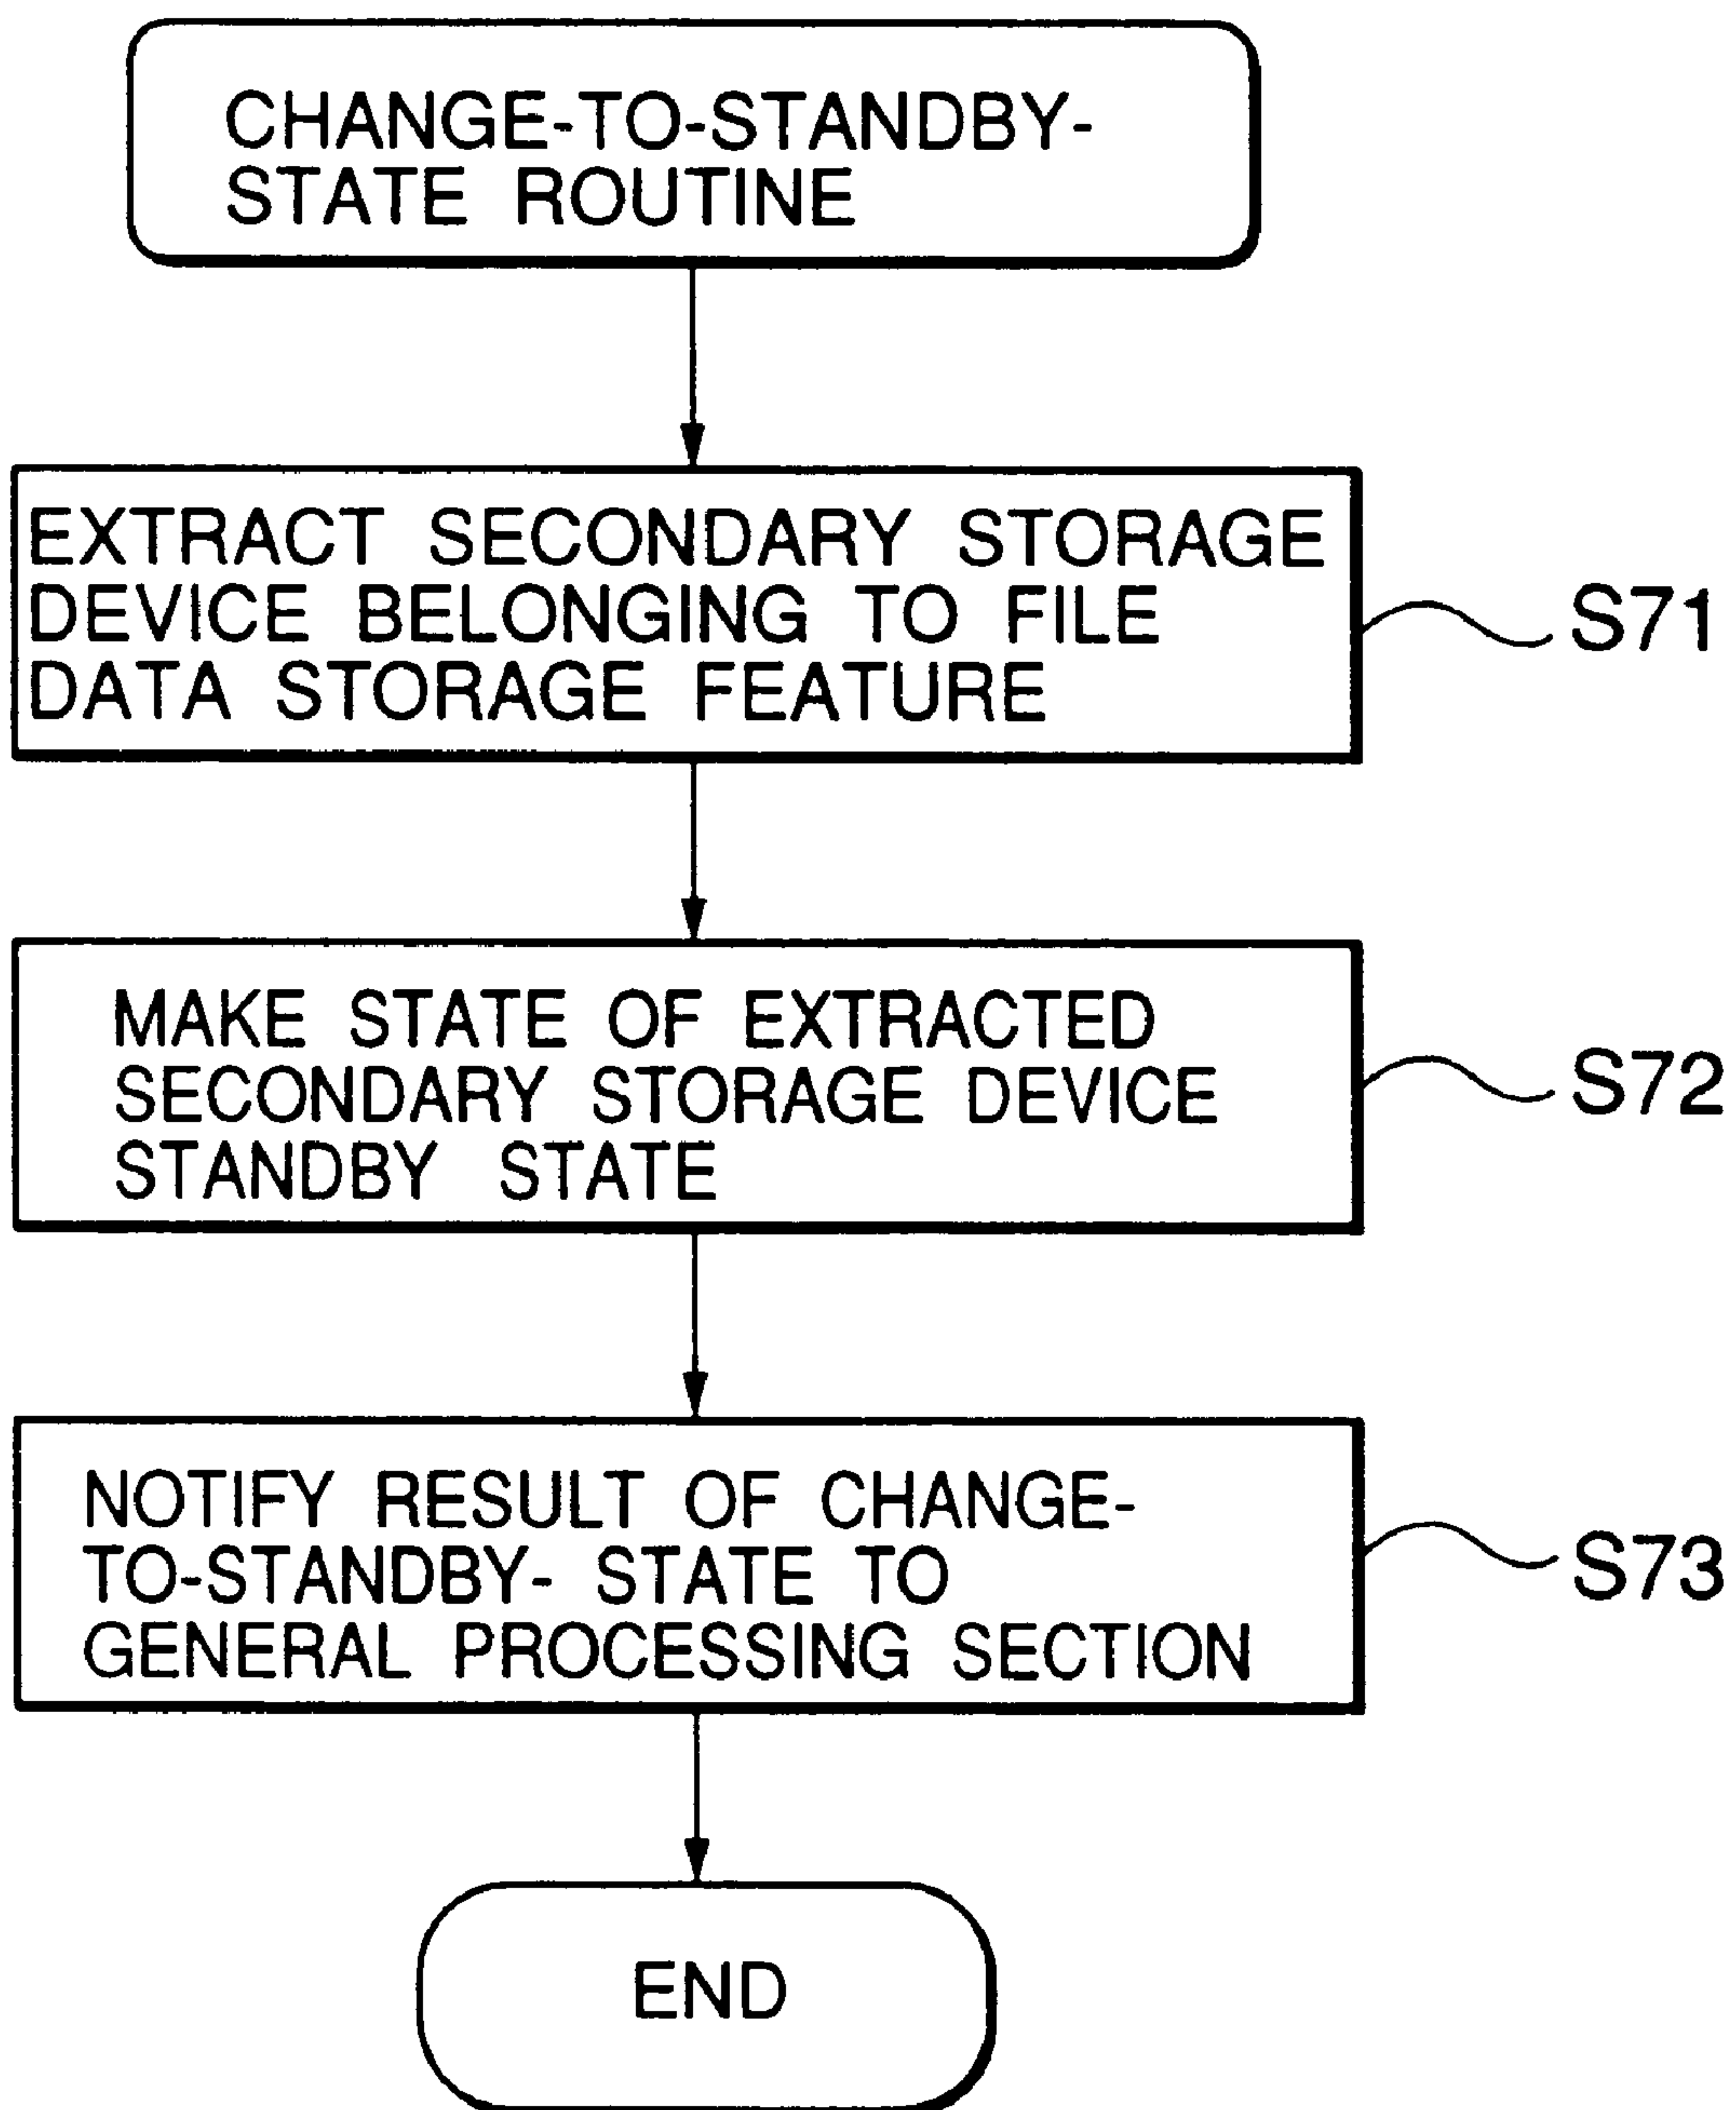 CHANGE-TO-STANDBY-
STATE ROUTINE
EXTRACT SECONDARY STORAGE
DEVICE BELONGING TO FILE
DATA STORAGE FEATURE
S71
MAKE STATE OF EXTRACTED
SECONDARY STORAGE DEVICE
STANDBY STATE
S72
NOTIFY RESULT OF CHANGE-
TO-STANDBY- STATE TO
GENERAL PROCESSING SECTION
S73
END